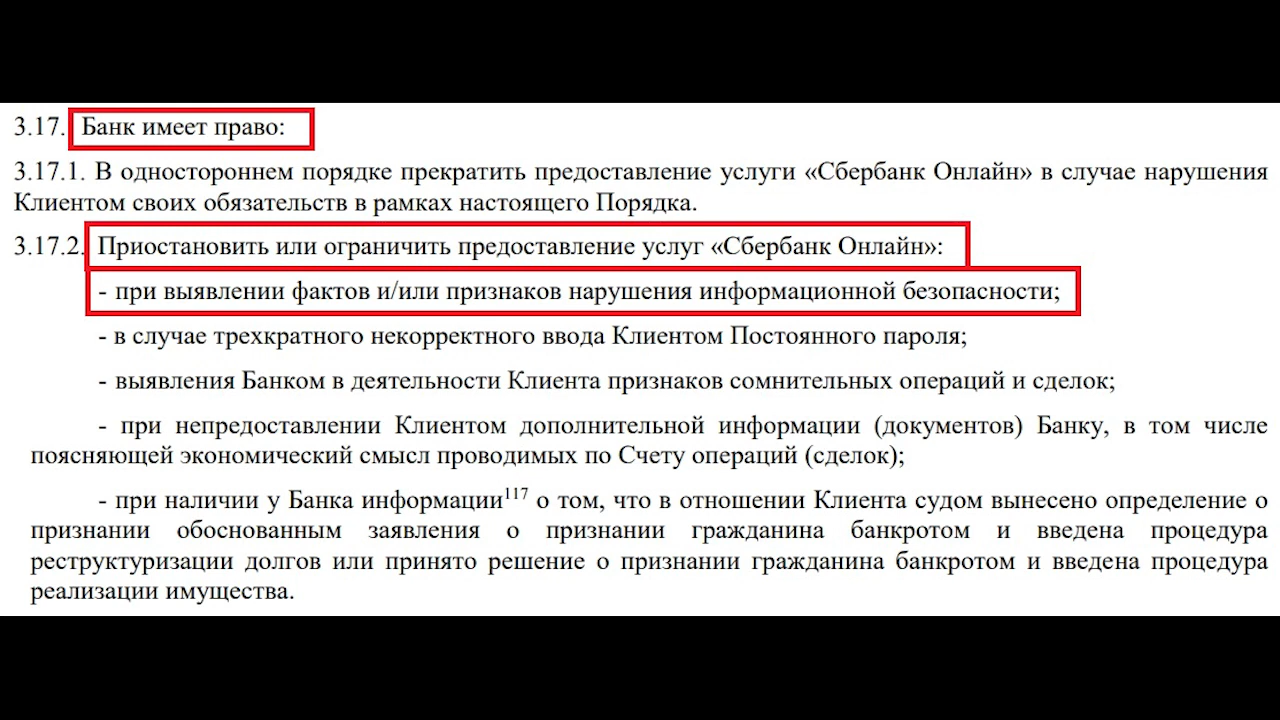 3.17. Банк имеет право:
3.17.1. В одностороннем порядке прекратить предоставление услуги «Сбербанк Онлайн» в случае нарушения
Клиентом своих обязательств в рамках настоящего Порядка.
3.17.2. Приостановить или ограничить предоставление услуг «Сбербанк Онлайн»:
- при выявлении фактов и/или признаков нарушения информационной безопасности;
- в случае трехкратного некорректного ввода Клиентом Постоянного пароля;
- выявления Банком в деятельности Клиента признаков сомнительных операций и сделок;
- при непредоставлении Клиентом дополнительной информации (документов) Банку, в том числе
поясняющей экономический смысл проводимых по Счету операций (сделок);
- при наличии у Банка информации117 о том, что в отношении Клиента судом вынесено определение о
признании обоснованным заявления о признании гражданина банкротом и введена процедура
реструктуризации долгов или принято решение о признании гражданина банкротом и введена процедура
реализации имущества.